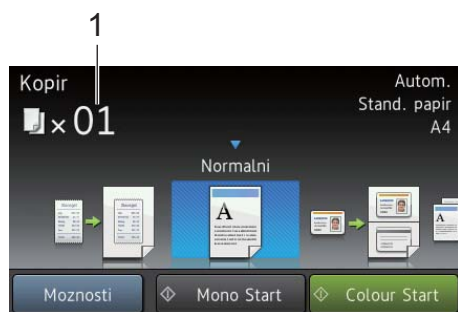 1
Kopir
Autom.
Stand. papir
× 01
A4
Normalni
A
A
Moznosti
Mono Start
Colour Start